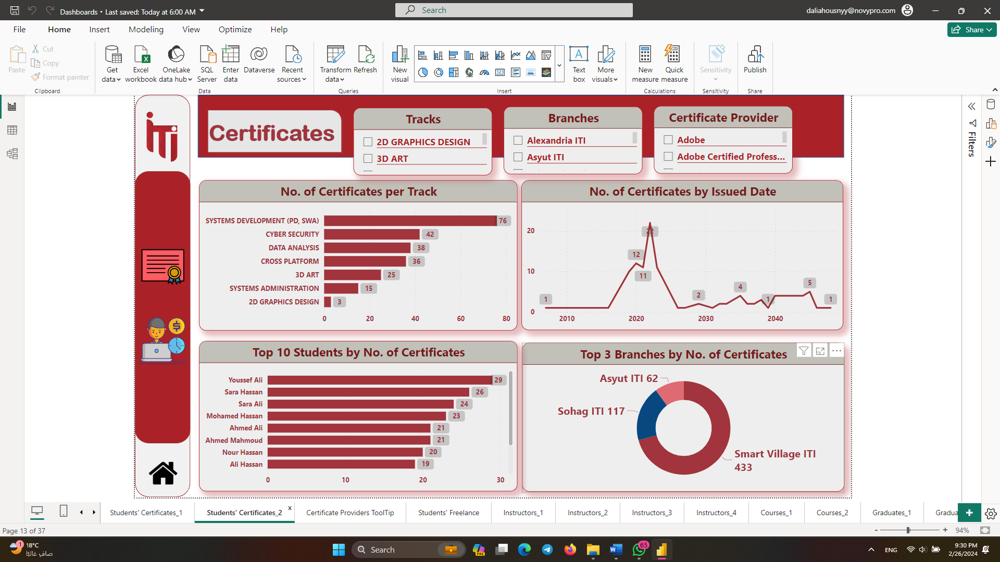 Dashboards • Last saved: Today at 6:00 AM
Search
daliahousnyy@novypro.com
File
Home
Insert
Modeling
View
Optimize
Help
Share
Paste
Cut
Copy
Format painter
Clipboard
Get data
Excel workbook
OneLake data hub
SQL Server
Enter data
Dataverse
Recent sources
Data
Transform data
Refresh
Queries
New visual
Text box
More visuals
Insert
New measure
Quick measure
Calculations
Sensitivity
Sensitivity
Publish
Share
iTi
Certificates
Tracks
2D GRAPHICS DESIGN
3D ART
Branches
Alexandria ITI
Asyut ITI
Certificate Provider
Adobe
Adobe Certified Profess...
Filters
No. of Certificates per Track
SYSTEMS DEVELOPMENT (PD, SWA) 76
CYBER SECURITY 42
DATA ANALYSIS 38
CROSS PLATFORM 36
3D ART 25
SYSTEMS ADMINISTRATION 15
2D GRAPHICS DESIGN 3
0 20 40 60 80
No. of Certificates by Issued Date
20
10
0
1 12 11 22 2 4 1 5 1
2010 2020 2030 2040
Top 10 Students by No. of Certificates
Youssef Ali 29
Sara Hassan 26
Sara Ali 24
Mohamed Hassan 23
Ahmed Ali 21
Ahmed Mahmoud 21
Nour Hassan 20
Ali Hassan 19
0 10 20 30
Top 3 Branches by No. of Certificates
Asyut ITI 62
Sohag ITI 117
Smart Village ITI
433
Students' Certificates_1
Students' Certificates_2
x
Certificate Providers ToolTip
Students' Freelance
Instructors_1
Instructors_2
Instructors_3
Instructors_4
Courses_1
Courses_2
Graduates_1
Gradua
Page 13 of 37
- + 94%
1
18°C
صافٍ غالبًا
Search
PRE
65
ENG
9:30 PM
2/26/2024